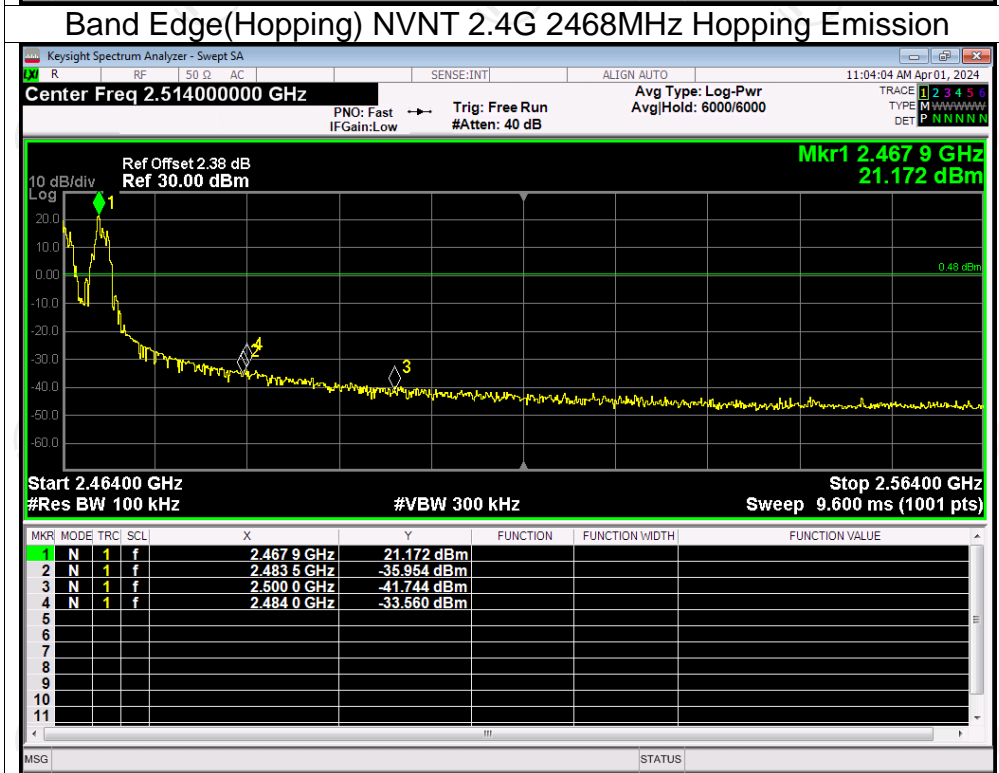 Band Edge(Hopping) NVNT 2.4G 2468MHz Hopping Emission
Keysight Spectrum Analyzer - Swept SA
LXI R RF 50 Ω AC SENSE:INT ALIGN AUTO 11:04:04 AM Apr 01, 2024
Center Freq 2.514000000 GHz Avg Type: Log-Pwr TRACE 1 2 3 4 5 6
PNO: Fast Trig: Free Run Avg|Hold: 6000/6000 TYPE M WWWWW
IFGain:Low #Atten: 40 dB DET P N N N N N
Mkr1 2.467 9 GHz
Ref Offset 2.38 dB
10 dB/div Ref 30.00 dBm 21.172 dBm
Log
1
20.0
10.0
0.00 0.48 dBm
-10.0
-20.0
4
2
-30.0
3
-40.0
-50.0
-60.0
Start 2.46400 GHz Stop 2.56400 GHz
#Res BW 100 kHz #VBW 300 kHz Sweep 9.600 ms (1001 pts)
MKR MODE TRC SCL X Y FUNCTION FUNCTION WIDTH FUNCTION VALUE
1 N 1 f 2.467 9 GHz 21.172 dBm
2 N 1 f 2.483 5 GHz -35.954 dBm
3 N 1 f 2.500 0 GHz -41.744 dBm
4 N 1 f 2.484 0 GHz -33.560 dBm
5
6
7
8
9
10
11
MSG STATUS